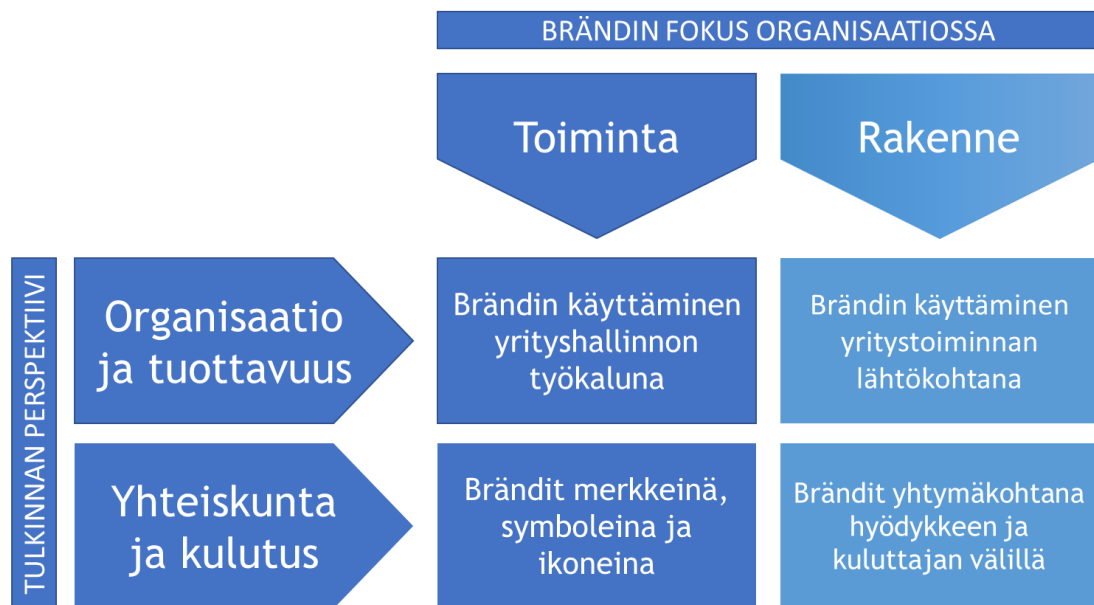 BRÄNDIN FOKUS ORGANISAATIOSSA
Toiminta
Rakenne
TULKINNAN PERSPEKTIIVI
Organisaatio
ja tuottavuus
Brändin käyttäminen
yrityshallinnon
työkaluna
Brändin käyttäminen
yritystoiminnan
lähtökohtana
Yhteiskunta
ja kulutus
Brändit merkkeinä,
symboleina ja
ikoneina
Brändit yhtymäkohtana
hyödykkeen ja
kuluttajan välillä